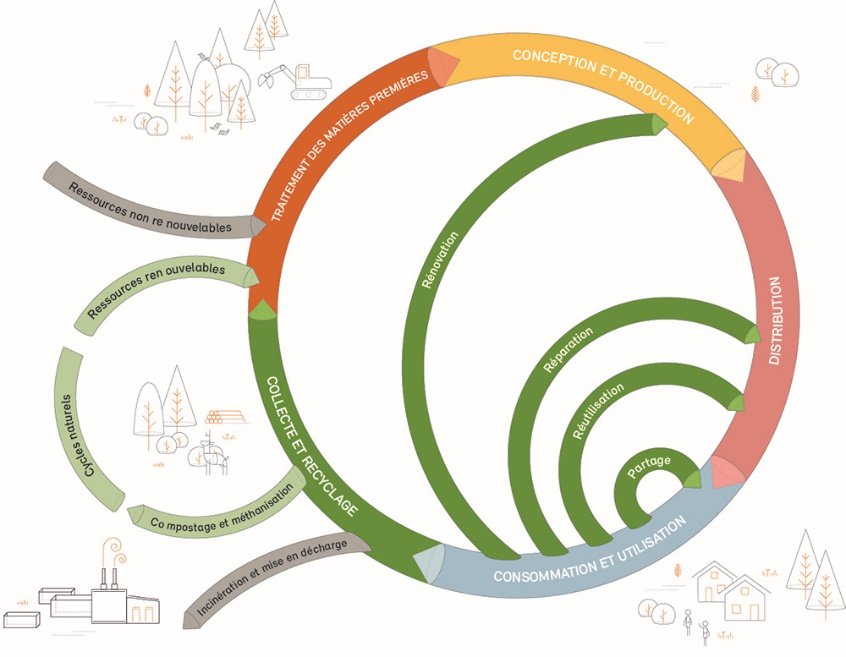 CONCEPTION ET PRODUCTION
TRAITEMENT DES MATIÈRES PREMIÈRES
Ressources non re nouvelables
Ressources ren ouvelables
Rénovation
DISTRIBUTION
Réparation
Réutilisation
Cycles naturels
COLLECTE ET RECYCLAGE
Partage
Co mpostage et méthanisation
CONSOMMATION ET UTILISATION
Incinération et mise en décharge